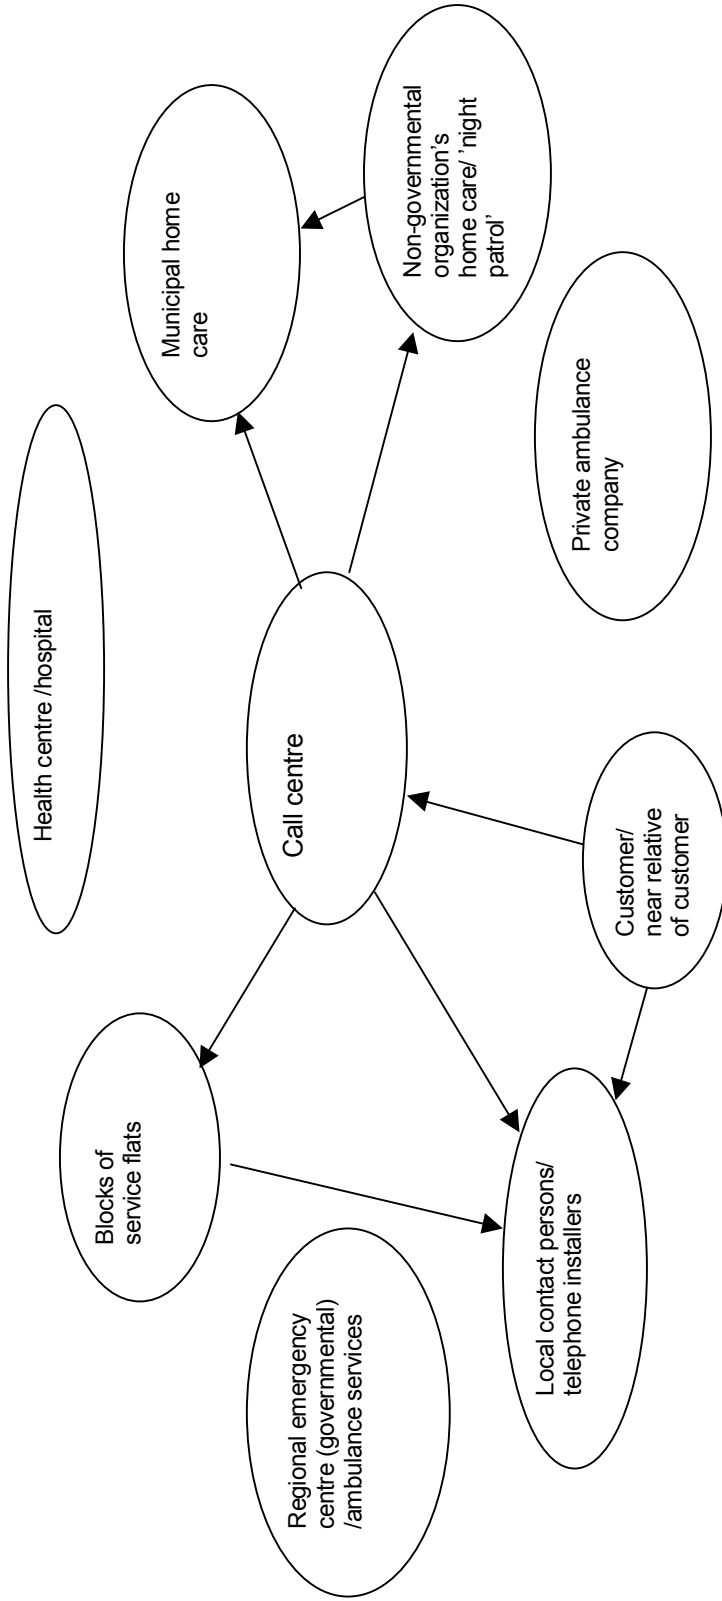 Health centre /hospital
Blocks of
service flats
Municipal home
care
Call centre
Regional emergency
centre (governmental)
/ambulance services
Non-governmental
organization’s
home care/ ’night
patrol’
Local contact persons/
telephone installers
Customer/
near relative
of customer
Private ambulance
company